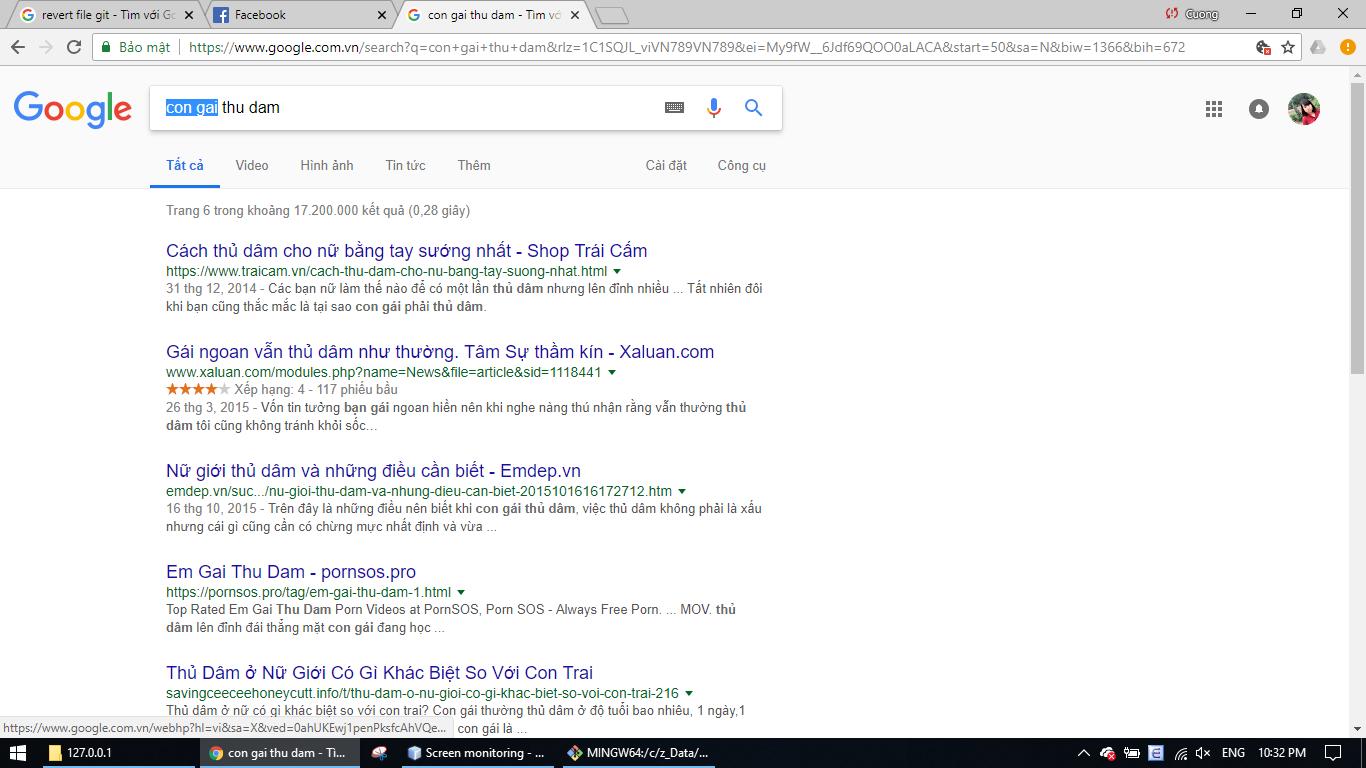 revert file git - Tìm với Go
Facebook
con gai thu dam - Tìm vớ
Cuong
Bảo mật
https://www.google.com.vn/search?q=con+gai+thu+dam&rlz=1C1SQJL_viVN789VN789&ei=My9fW__6Jdf69QOO0aLACA&start=50&sa=N&biw=1366&bih=672
Google
con gai thu dam
Tất cả Video Hình ảnh Tin tức Thêm Cài đặt Công cụ
Trang 6 trong khoảng 17.200.000 kết quả (0,28 giây)
Cách thủ dâm cho nữ bằng tay sướng nhất - Shop Trái Cấm
https://www.traicam.vn/cach-thu-dam-cho-nu-bang-tay-suong-nhat.html
31 thg 12, 2014 - Các bạn nữ làm thế nào để có một lần thủ dâm nhưng lên đỉnh nhiều ... Tất nhiên đôi
khi bạn cũng thắc mắc là tại sao con gái phải thủ dâm.
Gái ngoan vẫn thủ dâm như thường. Tâm Sự thầm kín - Xaluan.com
www.xaluan.com/modules.php?name=News&file=article&sid=1118441
Xếp hạng: 4 - 117 phiếu bầu
26 thg 3, 2015 - Vốn tin tưởng bạn gái ngoan hiền nên khi nghe nàng thú nhận rằng vẫn thường thủ
dâm tôi cũng không tránh khỏi sốc...
Nữ giới thủ dâm và những điều cần biết - Emdep.vn
emdep.vn/suc.../nu-gioi-thu-dam-va-nhung-dieu-can-biet-2015101616172712.htm
16 thg 10, 2015 - Trên đây là những điều nên biết khi con gái thủ dâm, việc thủ dâm không phải là xấu
nhưng cái gì cũng cần có chừng mực nhất định và vừa ...
Em Gai Thu Dam - pornsos.pro
https://pornsos.pro/tag/em-gai-thu-dam-1.html
Top Rated Em Gai Thu Dam Porn Videos at PornSOS, Porn SOS - Always Free Porn. ... MOV. thủ
dâm lên đỉnh đái thẳng mặt con gái đang học ...
Thủ Dâm ở Nữ Giới Có Gì Khác Biệt So Với Con Trai
savingceeceehoneycutt.info/t/thu-dam-o-nu-gioi-co-gi-khac-biet-so-voi-con-trai-216
Thủ dâm ở nữ có gì khác biệt so với con trai? Con gái thường thủ dâm ở độ tuổi bao nhiêu, 1 ngày,1
https://www.google.com.vn/webhp?hl=vi&sa=X&ved=0ahUKEwj1penPksfcAhVQe... con gái là ...
127.0.0.1
con gai thu dam - Tì...
Screen monitoring - ...
MINGW64:/c/z_Data/...
ENG
10:32 PM